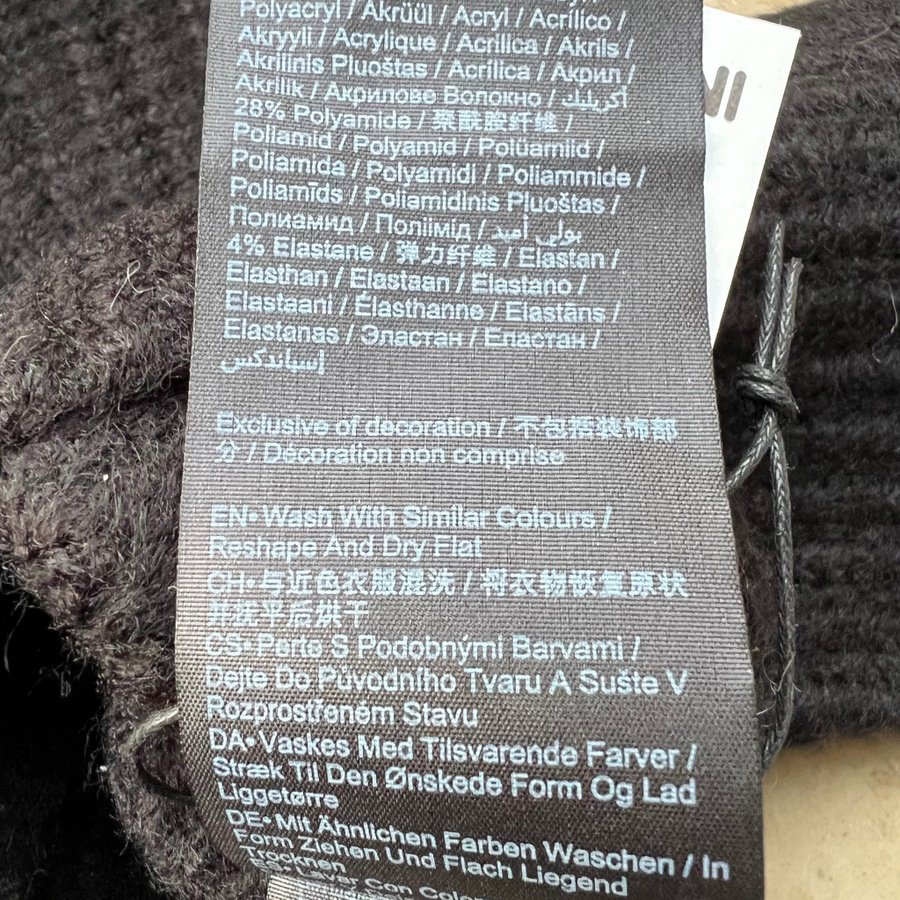 Polyacryl / Akrüül / Acryl / Acrílico /
Akryyli / Acrylique / Acrilica / Akrils /
Akrilinis Pluoštas / Acrílica / Акрил /
Akrilik / Акрилове Волокно / أكريليك
28% Polyamide / 聚酰胺纤维 /
Poliamid / Polyamid / Polüamiid /
Poliamida / Polyamidi / Poliammide /
Poliamīds / Poliamidinis Pluoštas /
Полиамид / Поліімід / بولي أميد
4% Elastane / 弹力纤维 / Elastan /
Elasthan / Elastaan / Elastano /
Elastaani / Élasthanne / Elastāns /
Elastanas / Эластан / Еластан /
إسباندكس
Exclusive of decoration / 不包括装饰部
分 / Décoration non comprise
EN•Wash With Similar Colours /
Reshape And Dry Flat
CH•与近色衣服混洗 / 将衣物恢复原状
并抚平后烘干
CS•Perte S Podobnými Barvami /
Dejte Do Původního Tvaru A Sušte V
Rozprostřeném Stavu
DA•Vaskes Med Tilsvarende Farver /
Stræk Til Den Ønskede Form Og Lad
Liggetørre
DE•Mit Ähnlichen Farben Waschen / In
Form Ziehen Und Flach Liegend
Trocknen
Lavar Con